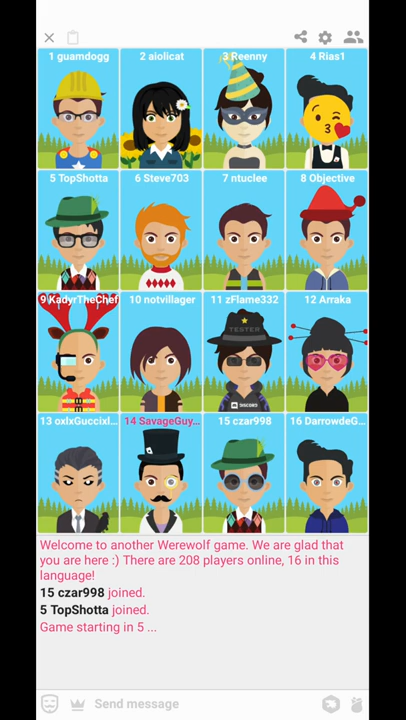 1 guamdogg
2 aiolicat
3 Reenny
4 Rias1
5 TopShotta
6 Steve703
7 ntuclee
8 Objective
9 KadyrTheChef
10 notvillager
11 zFlame332
TESTER
DISCORD
12 Arraka
13 oxlxGuccixl...
14 SavageGuy...
15 czar998
16 DarrowdeG...
Welcome to another Werewolf game. We are glad that
you are here :) There are 208 players online, 16 in this
language!
15 czar998 joined.
5 TopShotta joined.
Game starting in 5 ...
Send message